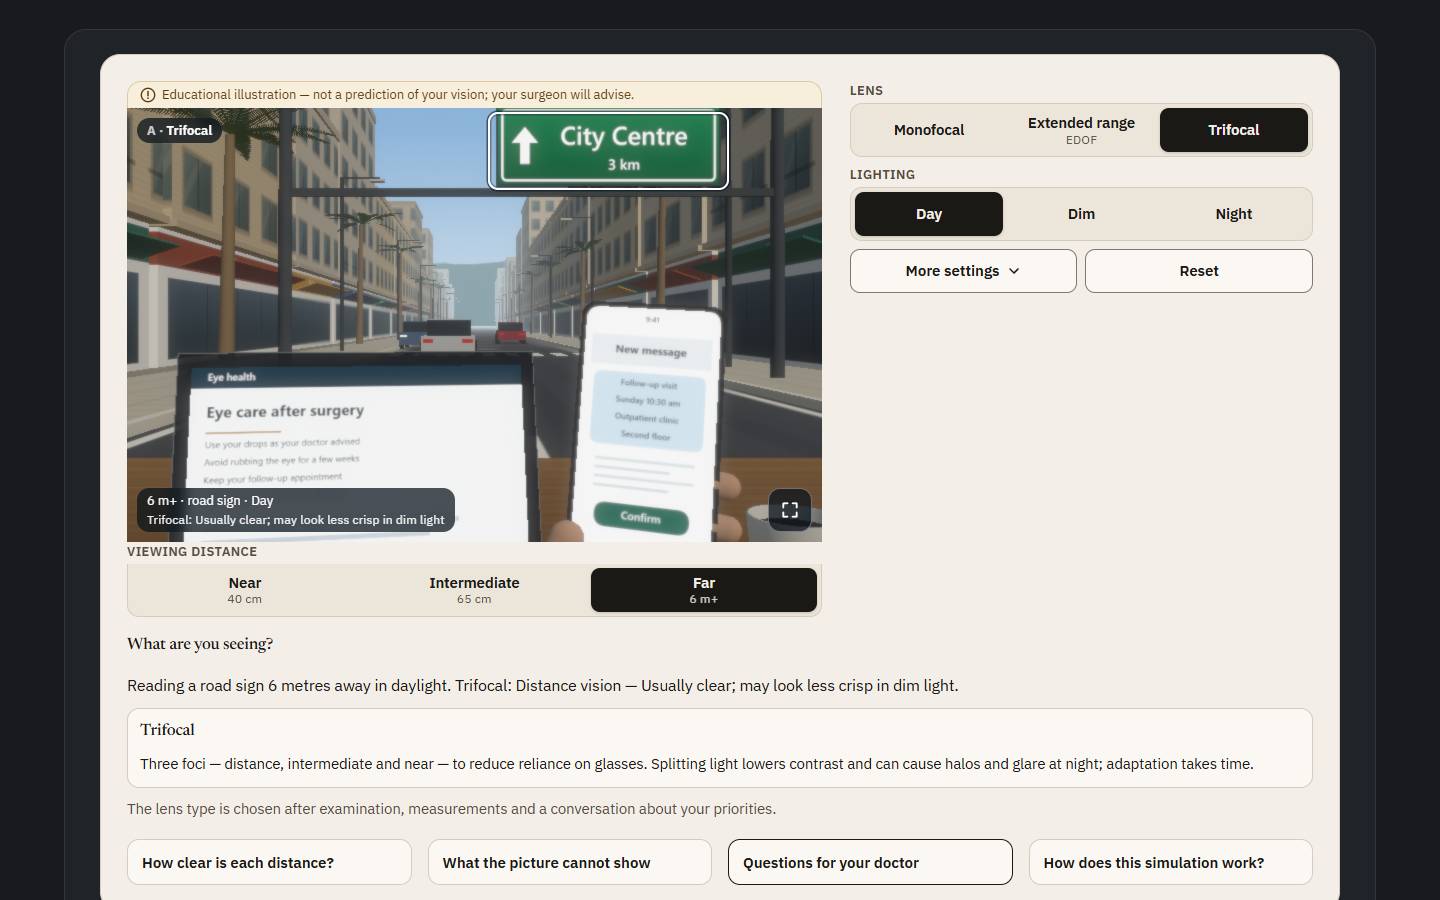 Educational illustration — not a prediction of your vision; your surgeon will advise.
A · Trifocal
City Centre
3 km
9:41
New message
Follow-up visit
Sunday 10:30 am
Outpatient clinic
Second floor
Confirm
Eye health
Eye care after surgery
Use your drops as your doctor advised
Avoid rubbing the eye for a few weeks
Keep your follow-up appointment
6 m+ · road sign · Day
Trifocal: Usually clear; may look less crisp in dim light
VIEWING DISTANCE
Near
40 cm
Intermediate
65 cm
Far
6 m+
LENS
Monofocal
Extended range
EDOF
Trifocal
LIGHTING
Day
Dim
Night
More settings
Reset
What are you seeing?
Reading a road sign 6 metres away in daylight. Trifocal: Distance vision — Usually clear; may look less crisp in dim light.
Trifocal
Three foci — distance, intermediate and near — to reduce reliance on glasses. Splitting light lowers contrast and can cause halos and glare at night; adaptation takes time.
The lens type is chosen after examination, measurements and a conversation about your priorities.
How clear is each distance?
What the picture cannot show
Questions for your doctor
How does this simulation work?